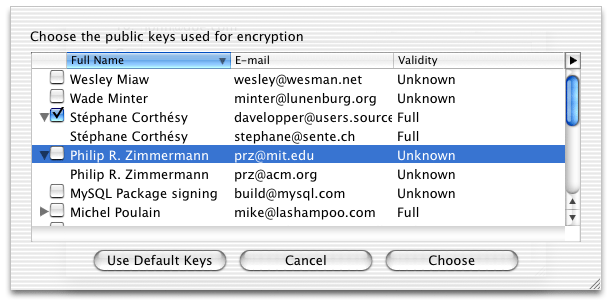 Choose the public keys used for encryption
Full Name E-mail Validity
Wesley Miaw wesley@wesman.net Unknown
Wade Minter minter@lunenburg.org Unknown
Stéphane Corthésy davelopper@users.source Full
Stéphane Corthésy stephane@sente.ch Full
Philip R. Zimmermann prz@mit.edu Unknown
Philip R. Zimmermann prz@acm.org Unknown
MySQL Package signing build@mysql.com Unknown
Michel Poulain mike@lashampoo.com Full
Use Default Keys Cancel Choose